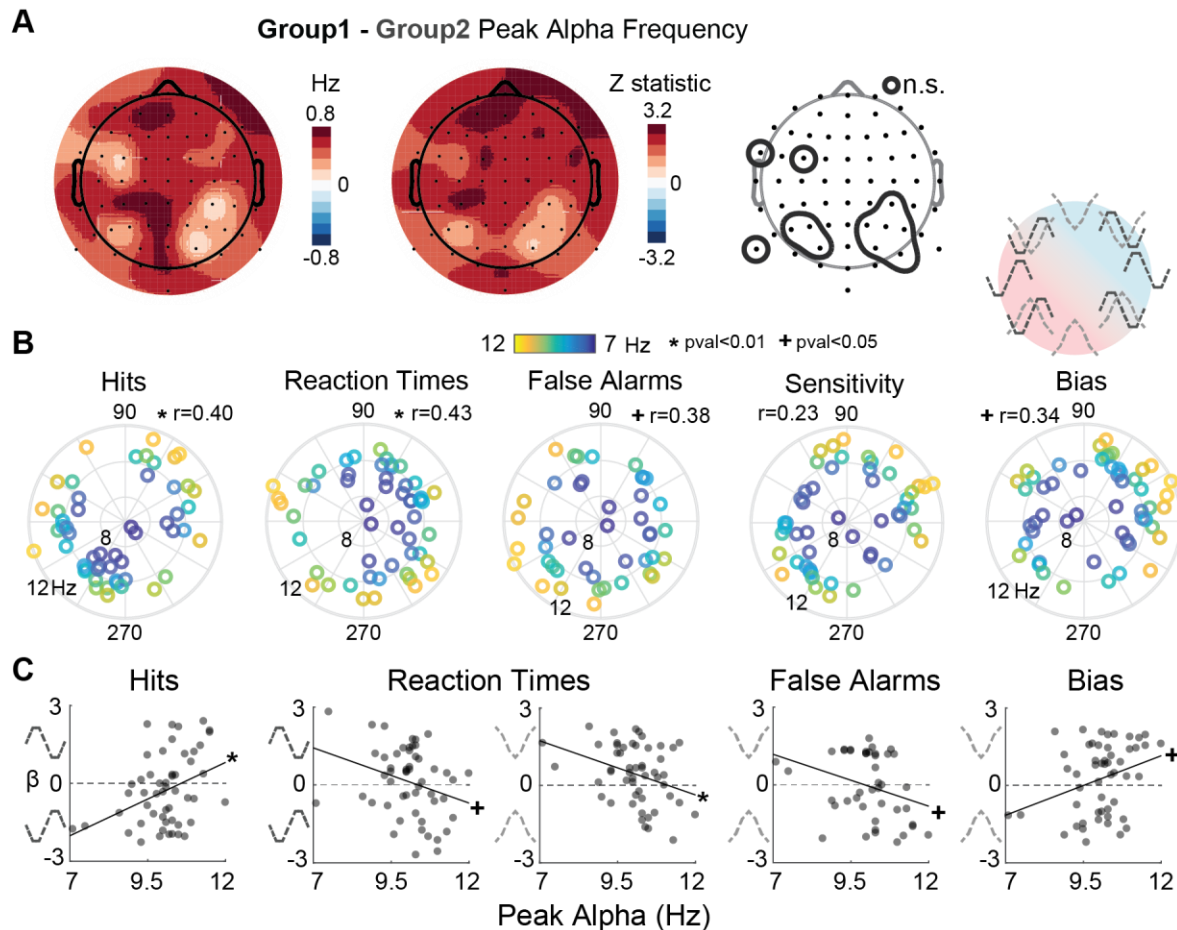 A
Group1 - Group2 Peak Alpha Frequency
Hz
0.8
0
-0.8
Z statistic
3.2
0
-3.2
n.s.
B
12 7 Hz * pval<0.01 + pval<0.05
Hits
90 * r=0.40
8
12Hz
270
Reaction Times
90 * r=0.43
8
12
270
False Alarms
90 + r=0.38
8
12
270
Sensitivity
r=0.23 90
8
12
270
Bias
+ r=0.34 90
8
12 Hz
270
C
Hits
3
β 0
-3
7 9.5 12
*
Reaction Times
3
0
-3
7 9.5 12
+
3
0
-3
7 9.5 12
*
False Alarms
3
0
-3
7 9.5 12
+
Bias
3
0
-3
7 9.5 12
+
Peak Alpha (Hz)